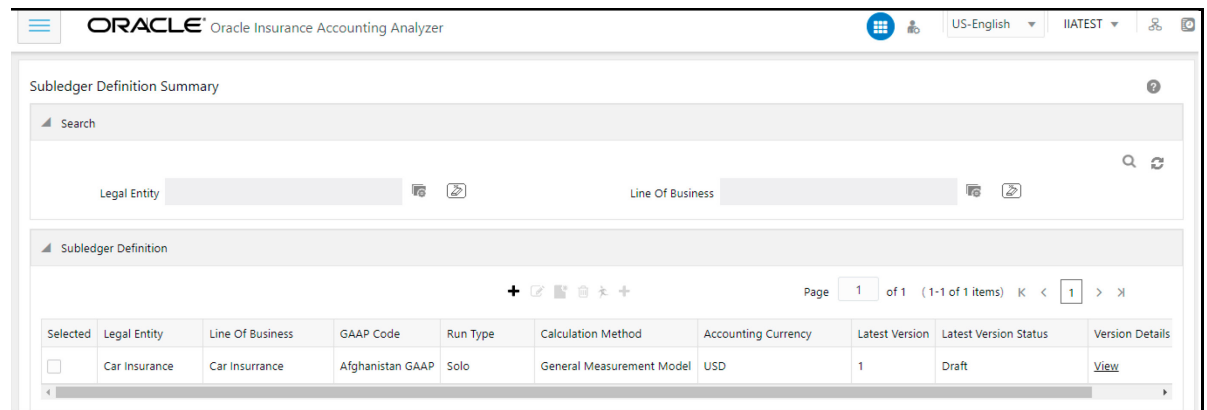 ORACLE® Oracle Insurance Accounting Analyzer US-English IIATEST
Subledger Definition Summary
Search
Legal Entity Line Of Business
Subledger Definition
Page 1 of 1 (1-1 of 1 items) K < 1 > >|
Selected Legal Entity Line Of Business GAAP Code Run Type Calculation Method Accounting Currency Latest Version Latest Version Status Version Details
Car Insurance Car Insurrance Afghanistan GAAP Solo General Measurement Model USD 1 Draft View